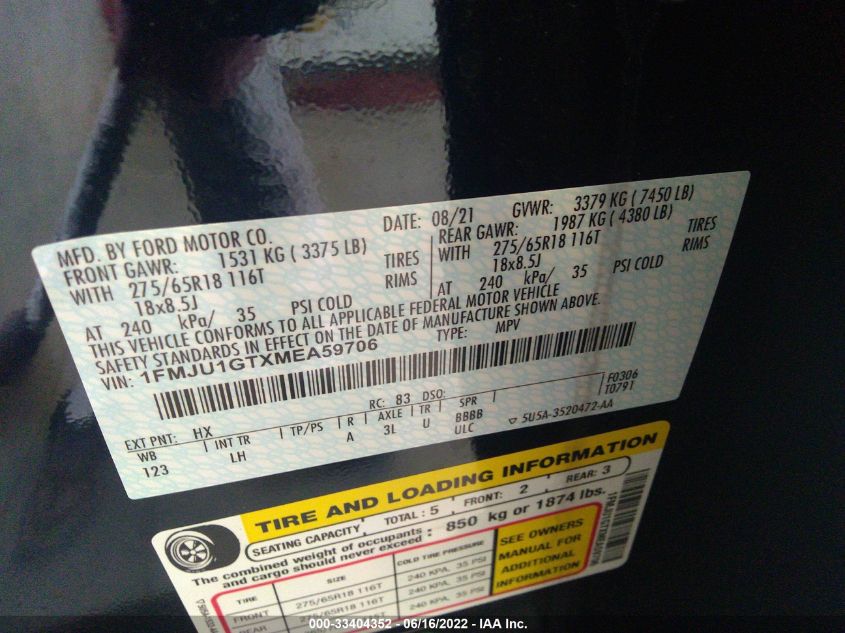 MFD. BY FORD MOTOR CO.
DATE: 08/21 GVWR: 3379 KG ( 7450 LB)
FRONT GAWR: 1531 KG ( 3375 LB)
REAR GAWR: 1987 KG ( 4380 LB)
WITH 275/65R18 116T TIRES
WITH 275/65R18 116T TIRES
18x8.5J RIMS
18x8.5J RIMS
AT 240 kPa/ 35 PSI COLD
AT 240 kPa/ 35 PSI COLD
THIS VEHICLE CONFORMS TO ALL APPLICABLE FEDERAL MOTOR VEHICLE
SAFETY STANDARDS IN EFFECT ON THE DATE OF MANUFACTURE SHOWN ABOVE.
VIN: 1FMJU1GTXMEA59706 TYPE: MPV
F0306
T0791
EXT PNT: HX RC: 83 DSO:
WB INT TR TP/PS R AXLE TR SPR
123 LH A 3L U BBBB
ULC
5U5A-3520472-AA
TIRE AND LOADING INFORMATION
SEATING CAPACITY TOTAL : 5 FRONT: 2 REAR: 3
The combined weight of occupants
and cargo should never exceed : 850 kg or 1874 lbs.
TIRE SIZE COLD TIRE PRESSURE
FRONT 275/65R18 116T 240 KPA, 35 PSI
REAR 275/65R18 116T 240 KPA, 35 PSI
240 KPA, 35 PSI
SEE OWNERS
MANUAL FOR
ADDITIONAL
INFORMATION
000-33404352 - 06/16/2022 - IAA Inc.